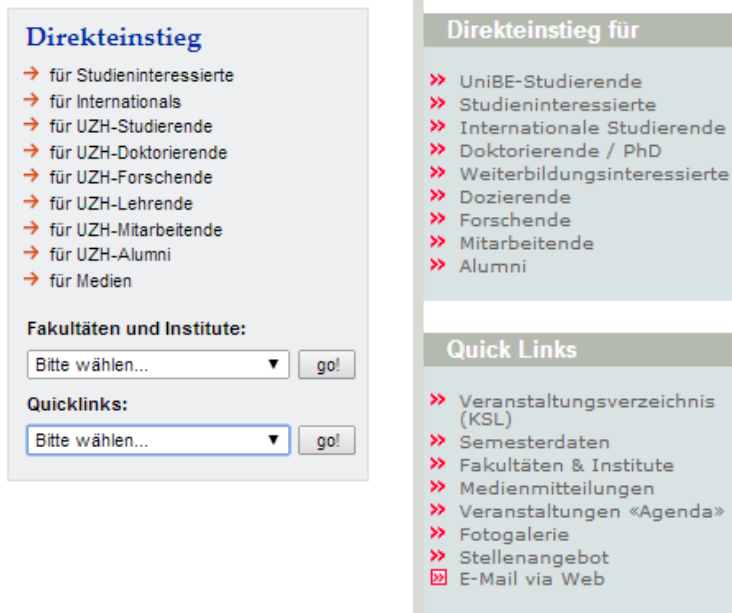 Direkteinstieg
für Studieninteressierte
für Internationals
für UZH-Studierende
für UZH-Doktorierende
für UZH-Forschende
für UZH-Lehrende
für UZH-Mitarbeitende
für UZH-Alumni
für Medien
Fakultäten und Institute:
Bitte wählen... go!
Quicklinks:
Bitte wählen... go!
Direkteinstieg für
UniBE-Studierende
Studieninteressierte
Internationale Studierende
Doktorierende / PhD
Weiterbildungsinteressierte
Dozierende
Forschende
Mitarbeitende
Alumni
Quick Links
Veranstaltungsverzeichnis
(KSL)
Semesterdaten
Fakultäten & Institute
Medienmitteilungen
Veranstaltungen «Agenda»
Fotogalerie
Stellenangebot
E-Mail via Web